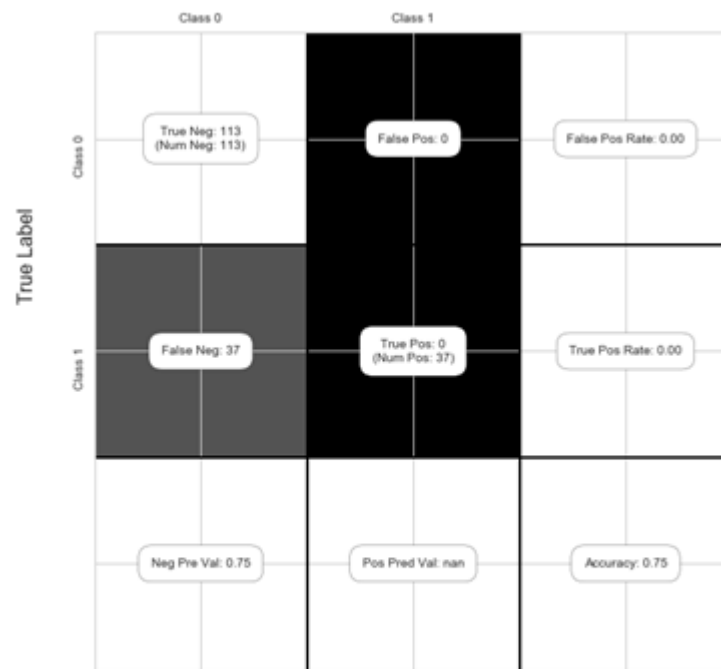 Class 0
Class 1
True Label
Class 0
True Neg: 113
(Num Neg: 113)
False Pos: 0
False Pos Rate: 0.00
Class 1
False Neg: 37
True Pos: 0
(Num Pos: 37)
True Pos Rate: 0.00
Neg Pre Val: 0.75
Pos Pred Val: nan
Accuracy: 0.75